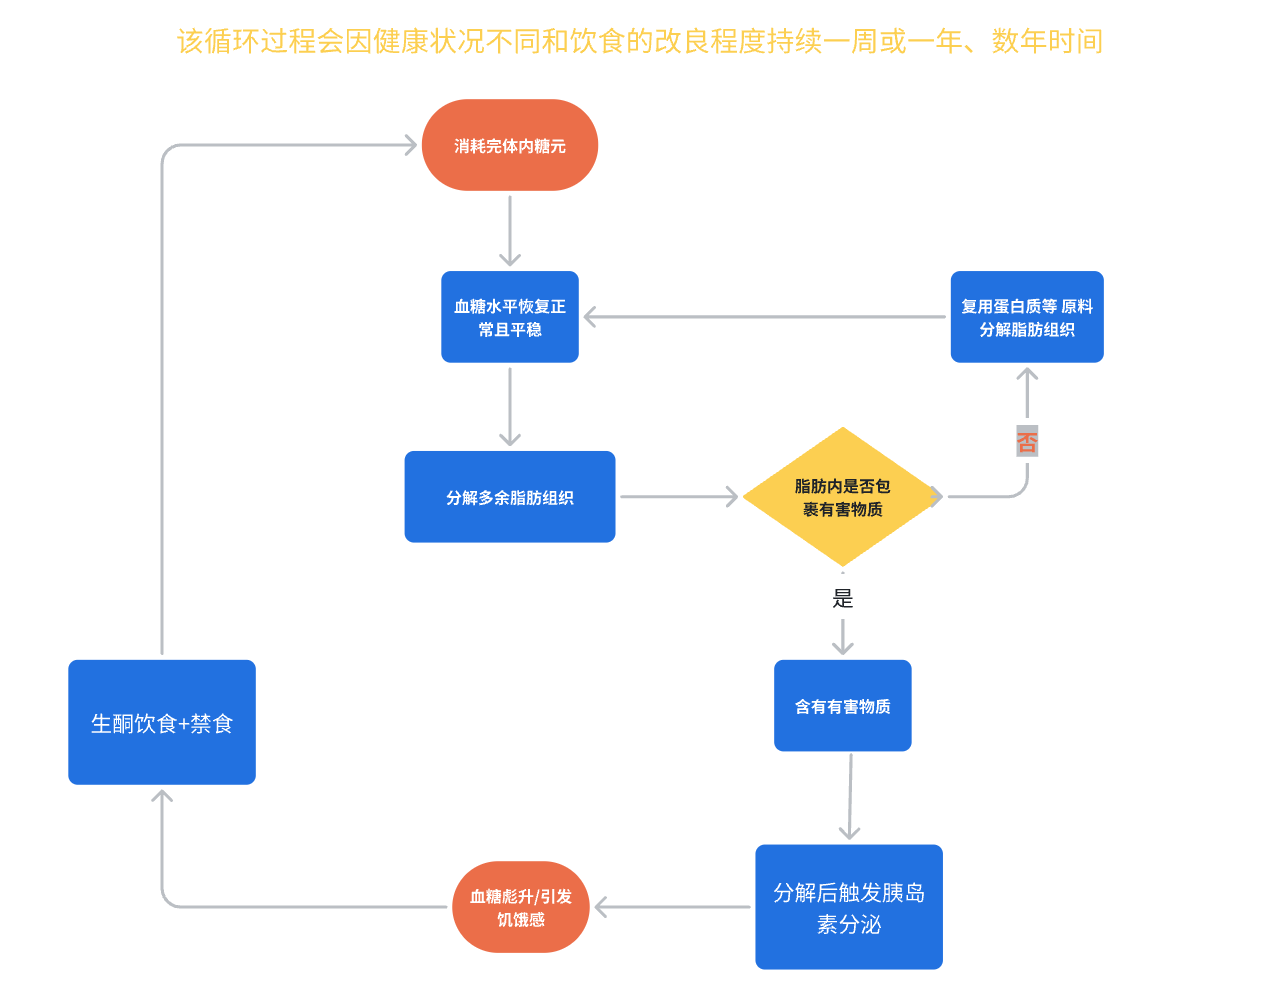 该循环过程会因健康状况不同和饮食的改良程度持续一周或一年、数年时间
消耗完体内糖元
血糖水平恢复正
常且平稳
复用蛋白质等 原料
分解脂肪组织
否
分解多余脂肪组织
脂肪内是否包
裹有害物质
是
含有有害物质
生酮饮食+禁食
分解后触发胰岛
素分泌
血糖彪升/引发
饥饿感